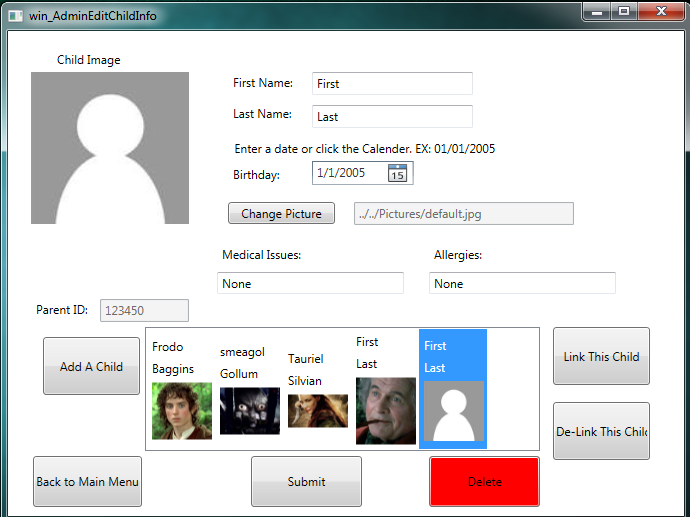 win_AdminEditChildInfo
Child Image
First Name:
First
Last Name:
Last
Enter a date or click the Calender. EX: 01/01/2005
Birthday:
1/1/2005
15
Change Picture
../../Pictures/default.jpg
Medical Issues:
Allergies:
None
None
Parent ID:
123450
Add A Child
Frodo
Baggins
smeagol
Gollum
Tauriel
Silvian
First
Last
First
Last
Link This Child
De-Link This Chil
Back to Main Menu
Submit
Delete